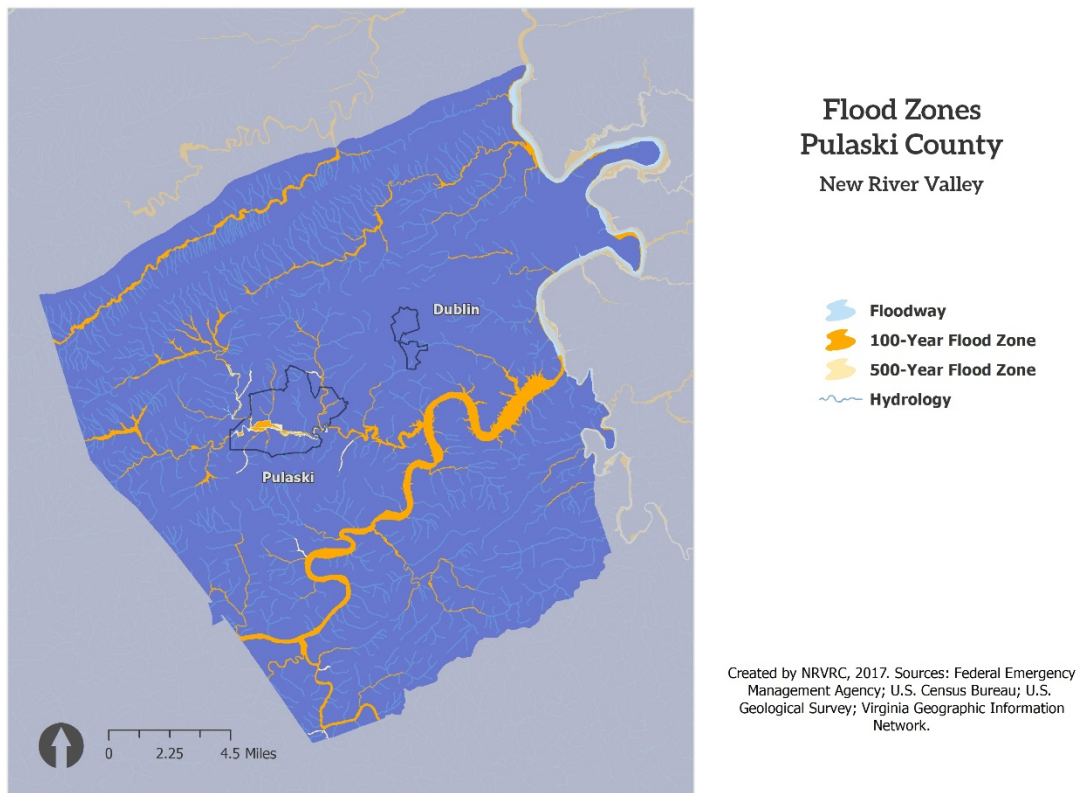 Flood Zones
Pulaski County
New River Valley
Floodway
100-Year Flood Zone
500-Year Flood Zone
Hydrology
Dublin
Pulaski
0 2.25 4.5 Miles
Created by NRVRC, 2017. Sources: Federal Emergency
Management Agency; U.S. Census Bureau; U.S.
Geological Survey; Virginia Geographic Information
Network.